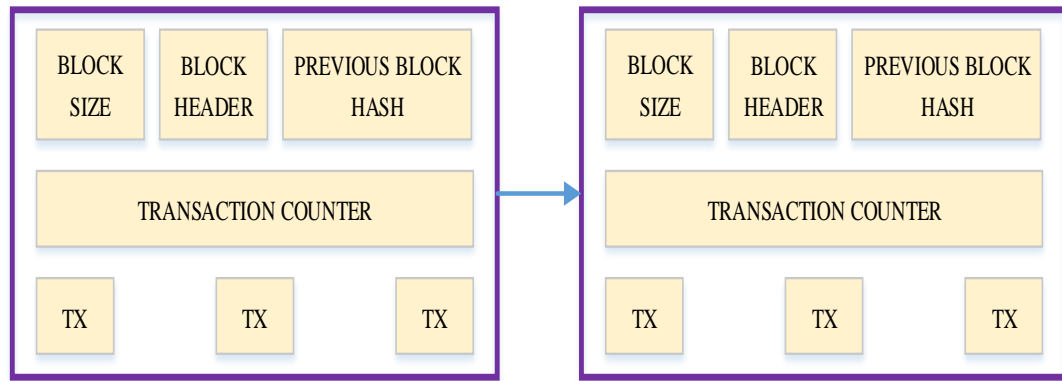 BLOCK SIZE
BLOCK HEADER
PREVIOUS BLOCK HASH
TRANSACTION COUNTER
TX
TX
TX
BLOCK SIZE
BLOCK HEADER
PREVIOUS BLOCK HASH
TRANSACTION COUNTER
TX
TX
TX